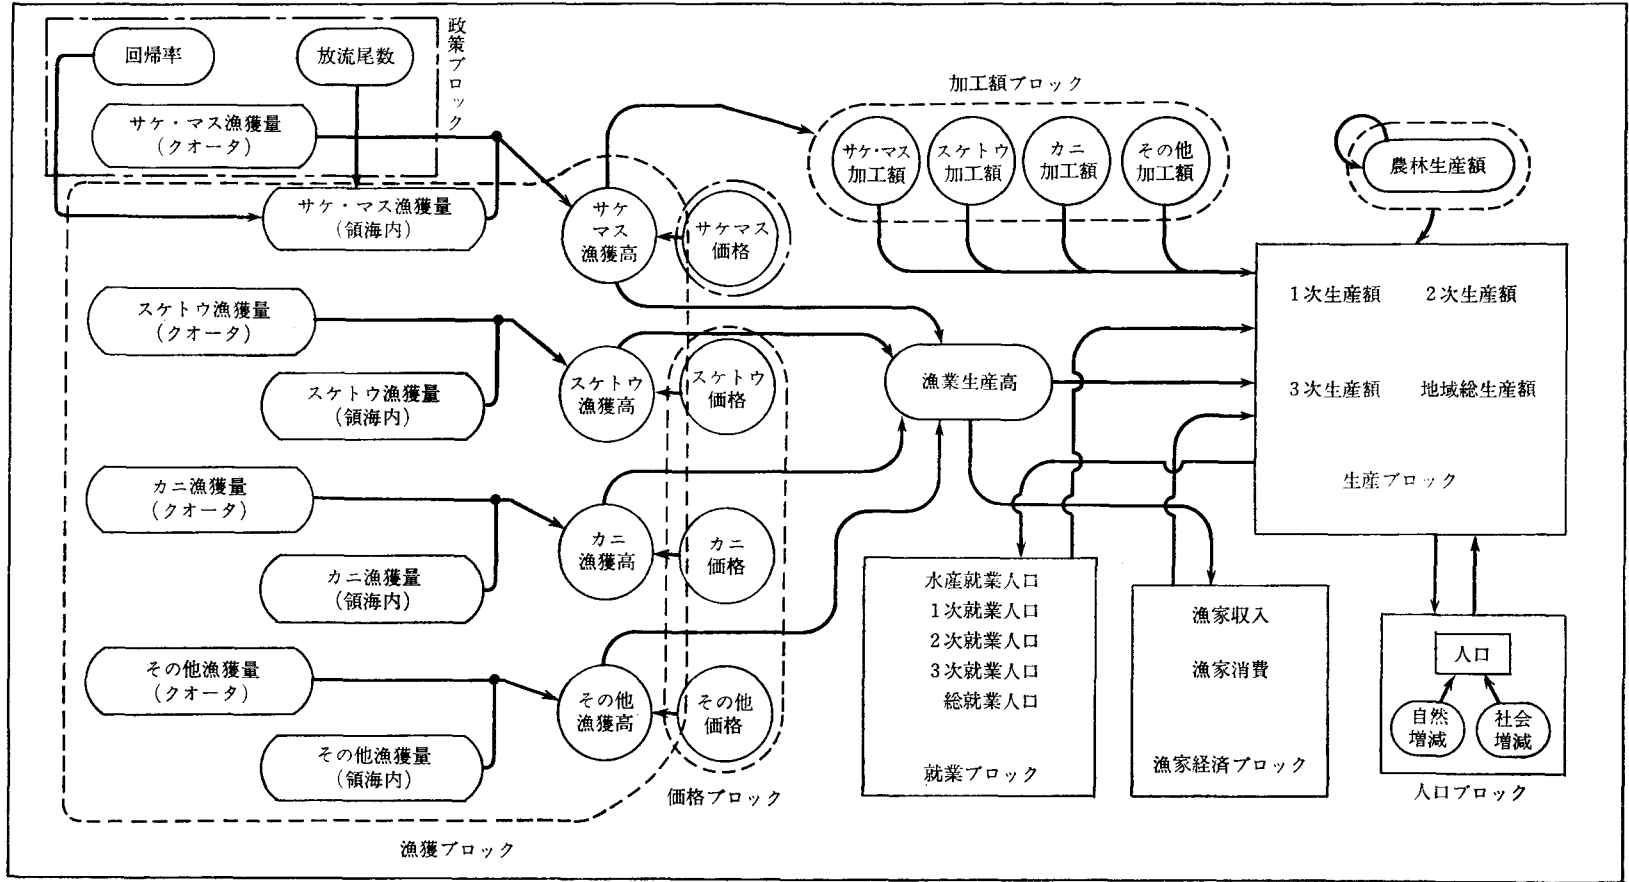 政策ブロック
回帰率
放流尾数
サケ・マス漁獲量
(クオータ)
サケ・マス漁獲量
(領海内)
スケトウ漁獲量
(クオータ)
スケトウ漁獲量
(領海内)
カニ漁獲量
(クオータ)
カニ漁獲量
(領海内)
その他漁獲量
(クオータ)
その他漁獲量
(領海内)
漁獲ブロック
サケ
マス
漁獲高
スケトウ
漁獲高
カニ
漁獲高
その他
漁獲高
サケマス
価格
スケトウ
価格
カニ
価格
その他
価格
価格ブロック
加工額ブロック
サケ・マス
加工額
スケトウ
加工額
カニ
加工額
その他
加工額
漁業生産高
農林生産額
1次生産額 2次生産額
3次生産額 地域総生産額
生産ブロック
水産就業人口
1次就業人口
2次就業人口
3次就業人口
総就業人口
就業ブロック
漁家収入
漁家消費
漁家経済ブロック
人口
自然
増減
社会
増減
人口ブロック